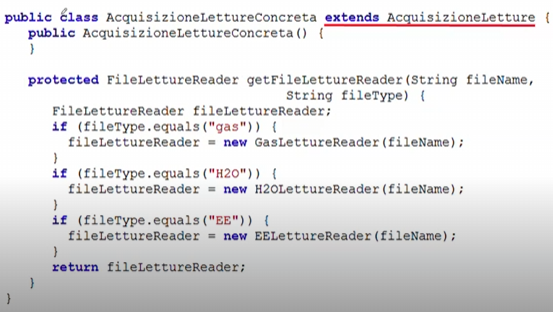 public class AcquisizioneLettureConcreta extends AcquisizioneLetture {
public AcquisizioneLettureConcreta() {
}
protected FileLettureReader getFileLettureReader(String fileName,
String fileType) {
FileLettureReader fileLettureReader;
if (fileType.equals("gas")) {
fileLettureReader = new GasLettureReader(fileName);
}
if (fileType.equals("H2O")) {
fileLettureReader = new H2OLettureReader(fileName);
}
if (fileType.equals("EE")) {
fileLettureReader = new EELettureReader(fileName);
}
return fileLettureReader;
}
}